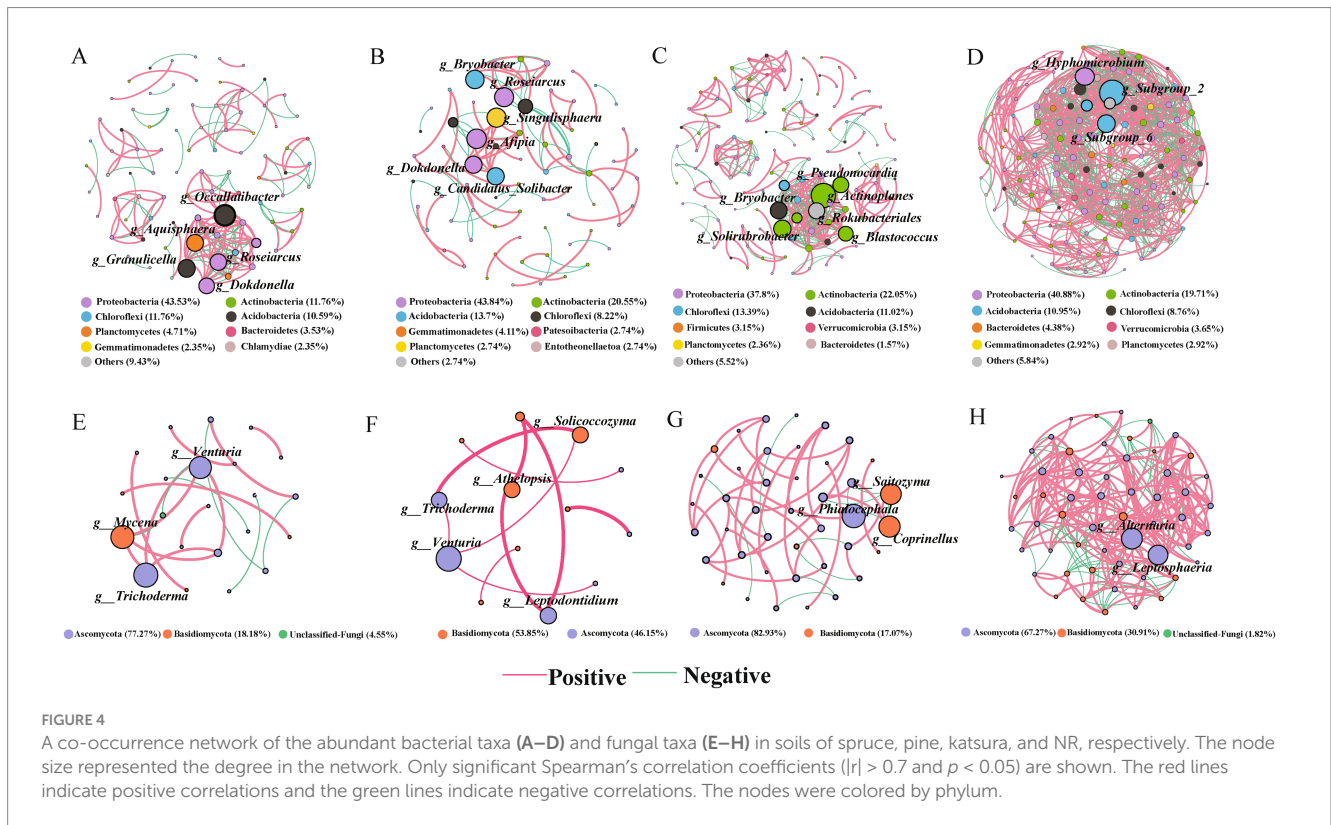 A
g_Occallatibacter
g_Aquisphaera
g_Granulicella
g_Roseiarcus
g_Dokdonella
Proteobacteria (43.53%)
Actinobacteria (11.76%)
Chloroflexi (11.76%)
Acidobacteria (10.59%)
Planctomycetes (4.71%)
Bacteroidetes (3.53%)
Gemmatimonadetes (2.35%)
Chlamydiae (2.35%)
Others (9.43%)
B
g_Bryobacter
g_Roseiarcus
g_Singulisphaera
g_Afipia
g_Dokdonella
g_Candidalus_Solibacter
Proteobacteria (43.84%)
Actinobacteria (20.55%)
Acidobacteria (13.7%)
Chloroflexi (8.22%)
Gemmatimonadetes (4.11%)
Patesoibacteria (2.74%)
Planctomycetes (2.74%)
Entotheonellaetoa (2.74%)
Others (2.74%)
C
g_Pseudonocardia
g_Bryobacter
g_Actinoplanes
g_Rokubacteriales
g_Solirubrobacter
g_Blastococcus
Proteobacteria (37.8%)
Actinobacteria (22.05%)
Chloroflexi (13.39%)
Acidobacteria (11.02%)
Firmicutes (3.15%)
Verrucomicrobia (3.15%)
Planctomycetes (2.36%)
Bacteroidetes (1.57%)
Others (5.52%)
D
g_Hyphomicrobium
g_Subgroup_2
g_Subgroup_6
Proteobacteria (40.88%)
Actinobacteria (19.71%)
Acidobacteria (10.95%)
Chloroflexi (8.76%)
Bacteroidetes (4.38%)
Verrucomicrobia (3.65%)
Gemmatimonadetes (2.92%)
Planctomycetes (2.92%)
Others (5.84%)
E
g__Venturia
g__Mycena
g__Trichoderma
Ascomycota (77.27%) Basidiomycota (18.18%) Unclassified-Fungi (4.55%)
F
g__Solicoccozyma
g__Athelopsis
g__Trichoderma
g__Venturia
g__Leptodontidium
Basidiomycota (53.85%) Ascomycota (46.15%)
G
g__Saitozyma
g__Phialocephala
g__Coprinellus
Ascomycota (82.93%) Basidiomycota (17.07%)
H
g__Alternaria
g__Leptosphaeria
Ascomycota (67.27%) Basidiomycota (30.91%) Unclassified-Fungi (1.82%)
Positive Negative
FIGURE 4
A co-occurrence network of the abundant bacterial taxa (A–D) and fungal taxa (E–H) in soils of spruce, pine, katsura, and NR, respectively. The node
size represented the degree in the network. Only significant Spearman's correlation coefficients (|r| > 0.7 and p < 0.05) are shown. The red lines
indicate positive correlations and the green lines indicate negative correlations. The nodes were colored by phylum.